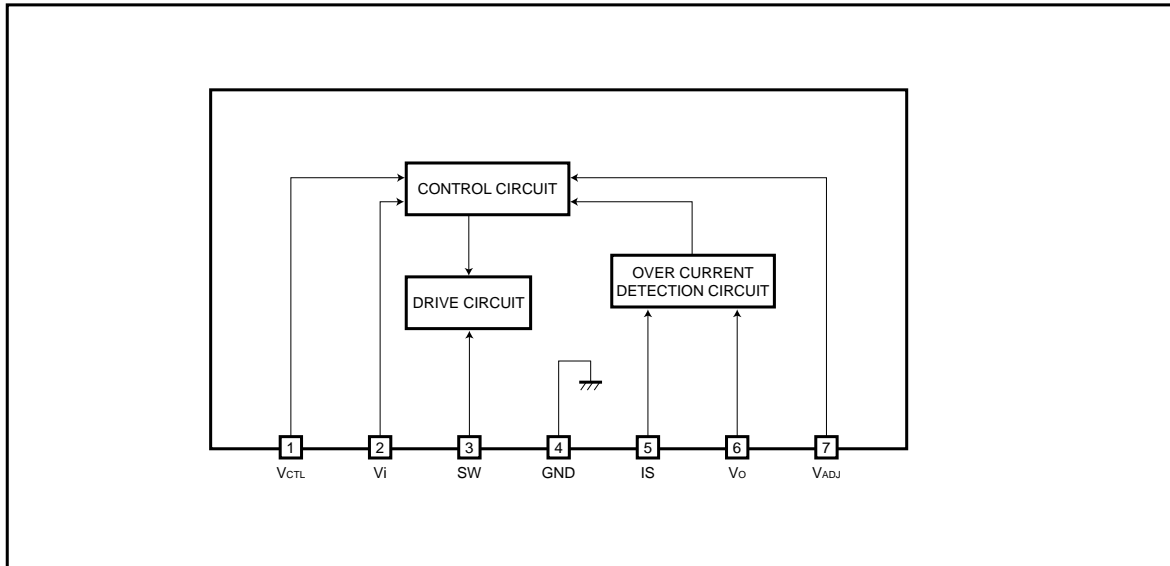 CONTROL CIRCUIT
OVER CURRENT
DETECTION CIRCUIT
DRIVE CIRCUIT
1 2 3 4 5 6 7
VCTL Vi SW GND IS VO VADJ